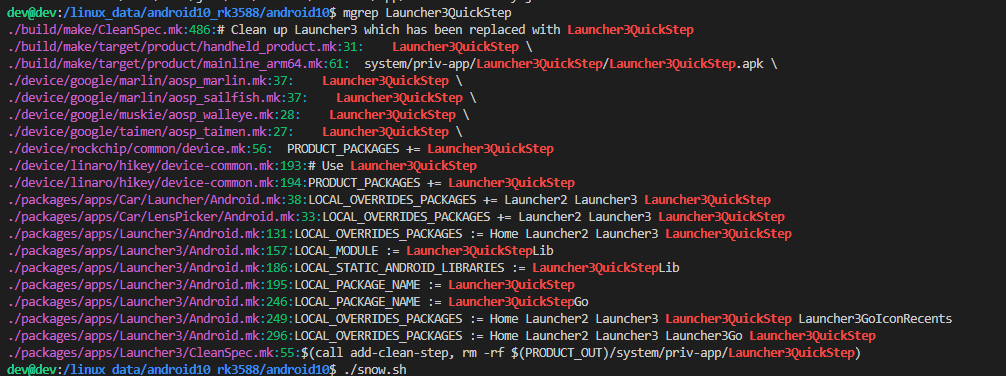 dev@dev:/linux_data/android10_rk3588/android10$ mgrep Launcher3QuickStep
./build/make/CleanSpec.mk:486:# Clean up Launcher3 which has been replaced with Launcher3QuickStep
./build/make/target/product/handheld_product.mk:31:    Launcher3QuickStep \
./build/make/target/product/mainline_arm64.mk:61:  system/priv-app/Launcher3QuickStep/Launcher3QuickStep.apk \
./device/google/marlin/aosp_marlin.mk:37:    Launcher3QuickStep \
./device/google/marlin/aosp_sailfish.mk:37:    Launcher3QuickStep \
./device/google/muskie/aosp_walleye.mk:28:    Launcher3QuickStep \
./device/google/taimen/aosp_taimen.mk:27:    Launcher3QuickStep \
./device/rockchip/common/device.mk:56:  PRODUCT_PACKAGES += Launcher3QuickStep
./device/linaro/hikey/device-common.mk:193:# Use Launcher3QuickStep
./device/linaro/hikey/device-common.mk:194:PRODUCT_PACKAGES += Launcher3QuickStep
./packages/apps/Car/Launcher/Android.mk:38:LOCAL_OVERRIDES_PACKAGES += Launcher2 Launcher3 Launcher3QuickStep
./packages/apps/Car/LensPicker/Android.mk:33:LOCAL_OVERRIDES_PACKAGES += Launcher2 Launcher3 Launcher3QuickStep
./packages/apps/Launcher3/Android.mk:131:LOCAL_OVERRIDES_PACKAGES := Home Launcher2 Launcher3 Launcher3QuickStep
./packages/apps/Launcher3/Android.mk:157:LOCAL_MODULE := Launcher3QuickStepLib
./packages/apps/Launcher3/Android.mk:186:LOCAL_STATIC_ANDROID_LIBRARIES := Launcher3QuickStepLib
./packages/apps/Launcher3/Android.mk:195:LOCAL_PACKAGE_NAME := Launcher3QuickStep
./packages/apps/Launcher3/Android.mk:246:LOCAL_PACKAGE_NAME := Launcher3QuickStepGo
./packages/apps/Launcher3/Android.mk:249:LOCAL_OVERRIDES_PACKAGES := Home Launcher2 Launcher3 Launcher3QuickStep Launcher3GoIconRecents
./packages/apps/Launcher3/Android.mk:296:LOCAL_OVERRIDES_PACKAGES := Home Launcher2 Launcher3 Launcher3Go Launcher3QuickStep
./packages/apps/Launcher3/CleanSpec.mk:55:$(call add-clean-step, rm -rf $(PRODUCT_OUT)/system/priv-app/Launcher3QuickStep)
dev@dev:/linux_data/android10_rk3588/android10$ ./snow.sh